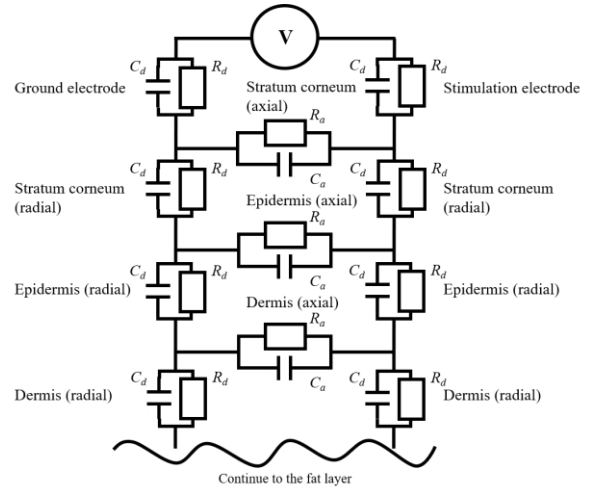 V
C_d R_d
C_d R_d
Ground electrode
Stratum corneum
(axial)
Stimulation electrode
R_a
C_d R_d
C_a
C_d R_d
Stratum corneum
(radial)
Epidermis (axial)
Stratum corneum
(radial)
R_a
C_d R_d
C_a
C_d R_d
Epidermis (radial)
Dermis (axial)
Epidermis (radial)
R_a
C_d R_d
C_a
C_d R_d
Dermis (radial)
Dermis (radial)
Continue to the fat layer